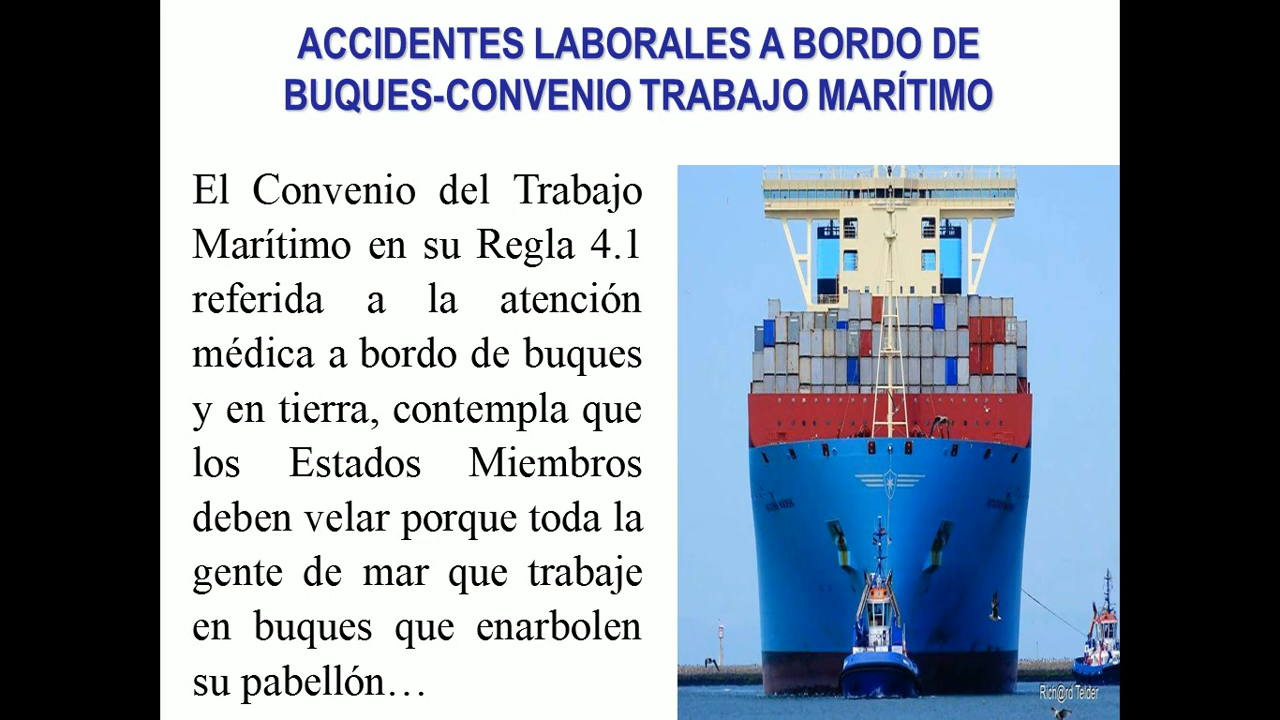 ACCIDENTES LABORALES A BORDO DE
BUQUES-CONVENIO TRABAJO MARÍTIMO
El Convenio del Trabajo
Marítimo en su Regla 4.1
referida a la atención
médica a bordo de buques
y en tierra, contempla que
los Estados Miembros
deben velar porque toda la
gente de mar que trabaje
en buques que enarbolen
su pabellón…
Rich@rd Telder